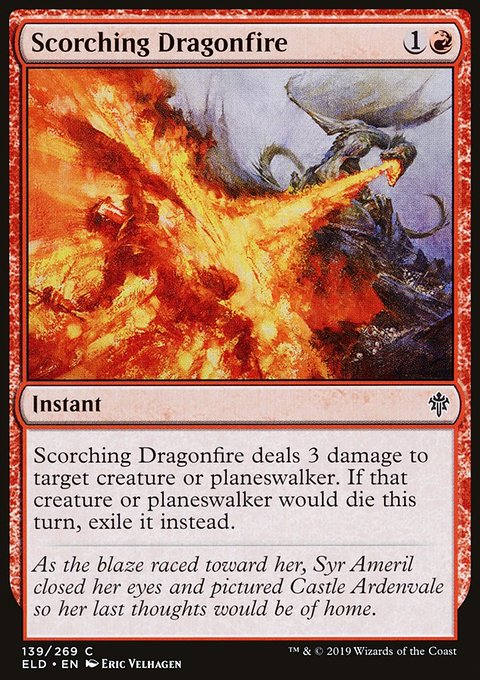 Scorching Dragonfire 1
Instant
Scorching Dragonfire deals 3 damage to
target creature or planeswalker. If that
creature or planeswalker would die this
turn, exile it instead.
As the blaze raced toward her, Syr Ameril
closed her eyes and pictured Castle Ardenvale
so her last thoughts would be of home.
139/269 C
ELD • EN Eric Velhagen
™ & © 2019 Wizards of the Coast